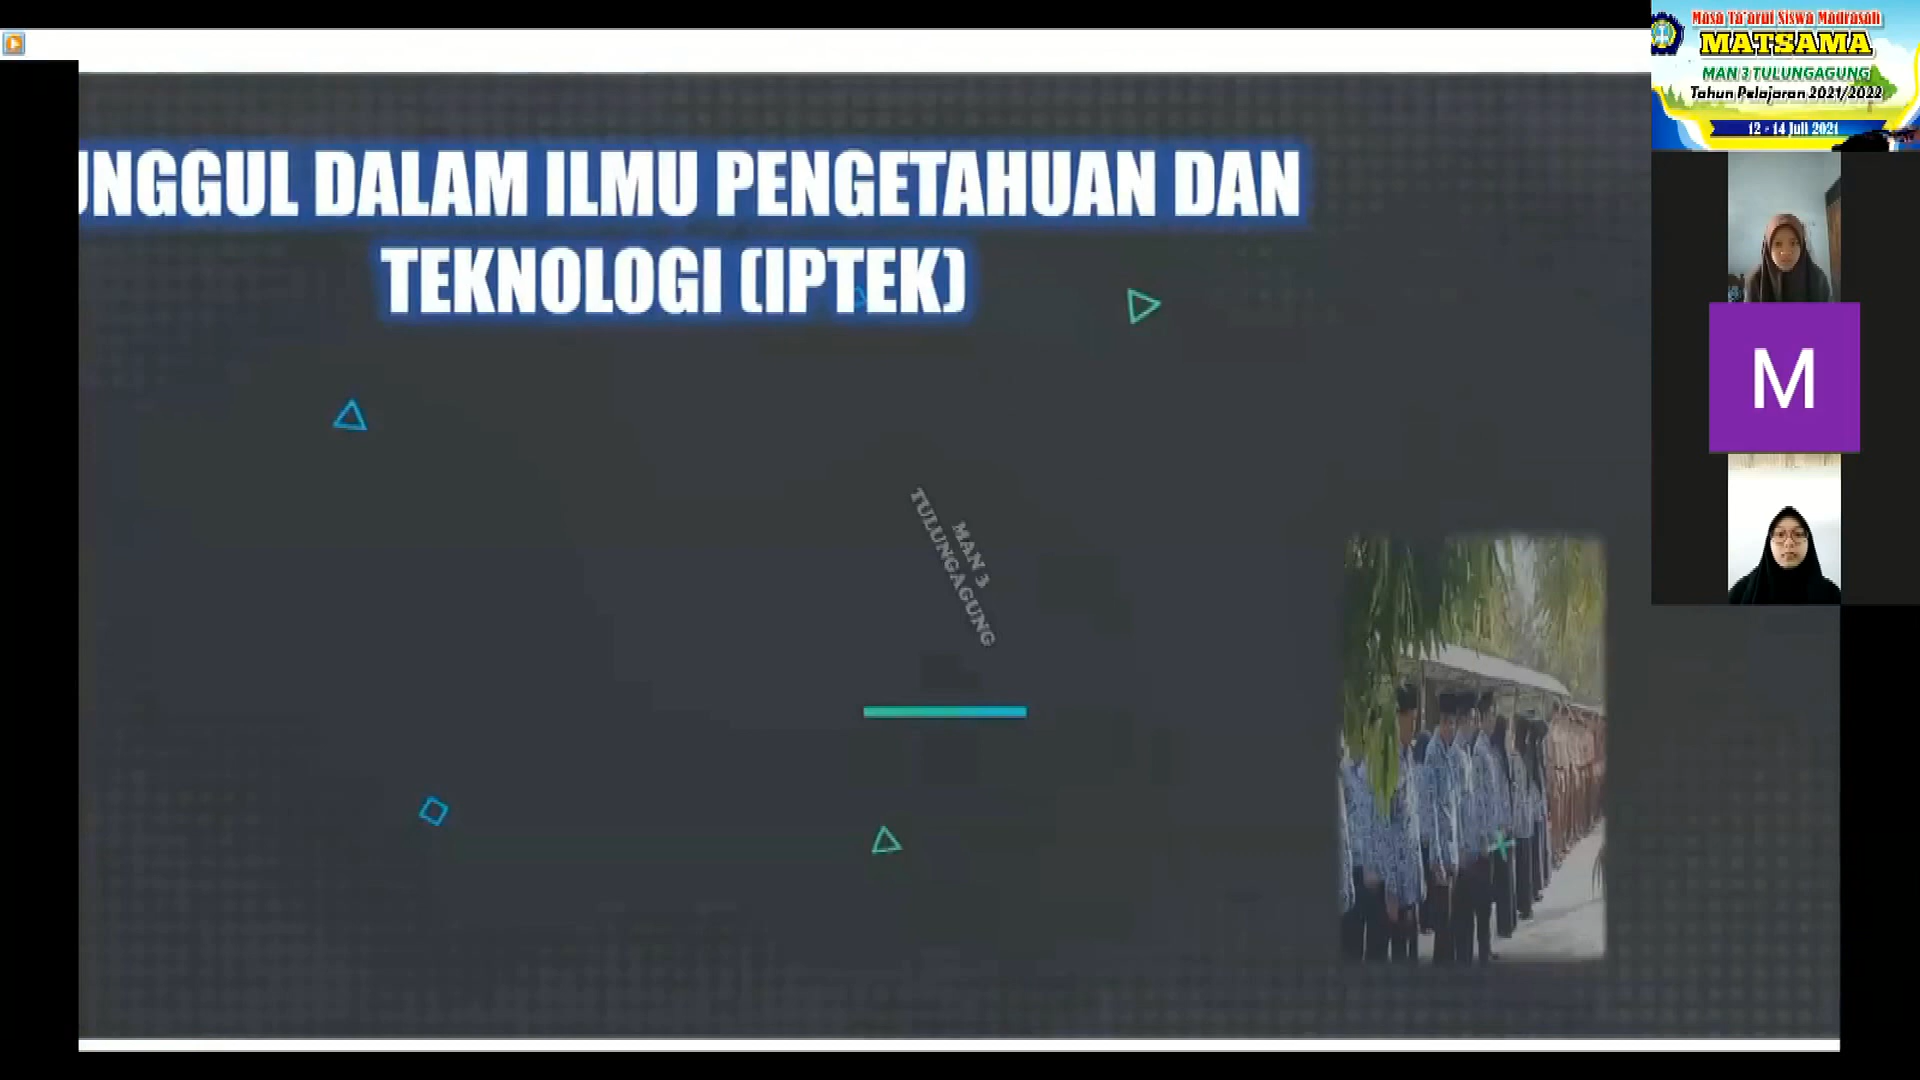 UNGGUL DALAM ILMU PENGETAHUAN DAN
TEKNOLOGI (IPTEK)
MAN 3
TULUNGAGUNG
Masa Ta'aruf Siswa Madrasah
MATSAMA
MAN 3 TULUNGAGUNG
Tahun Pelajaran 2021/2022
12 - 14 Juli 2021
M